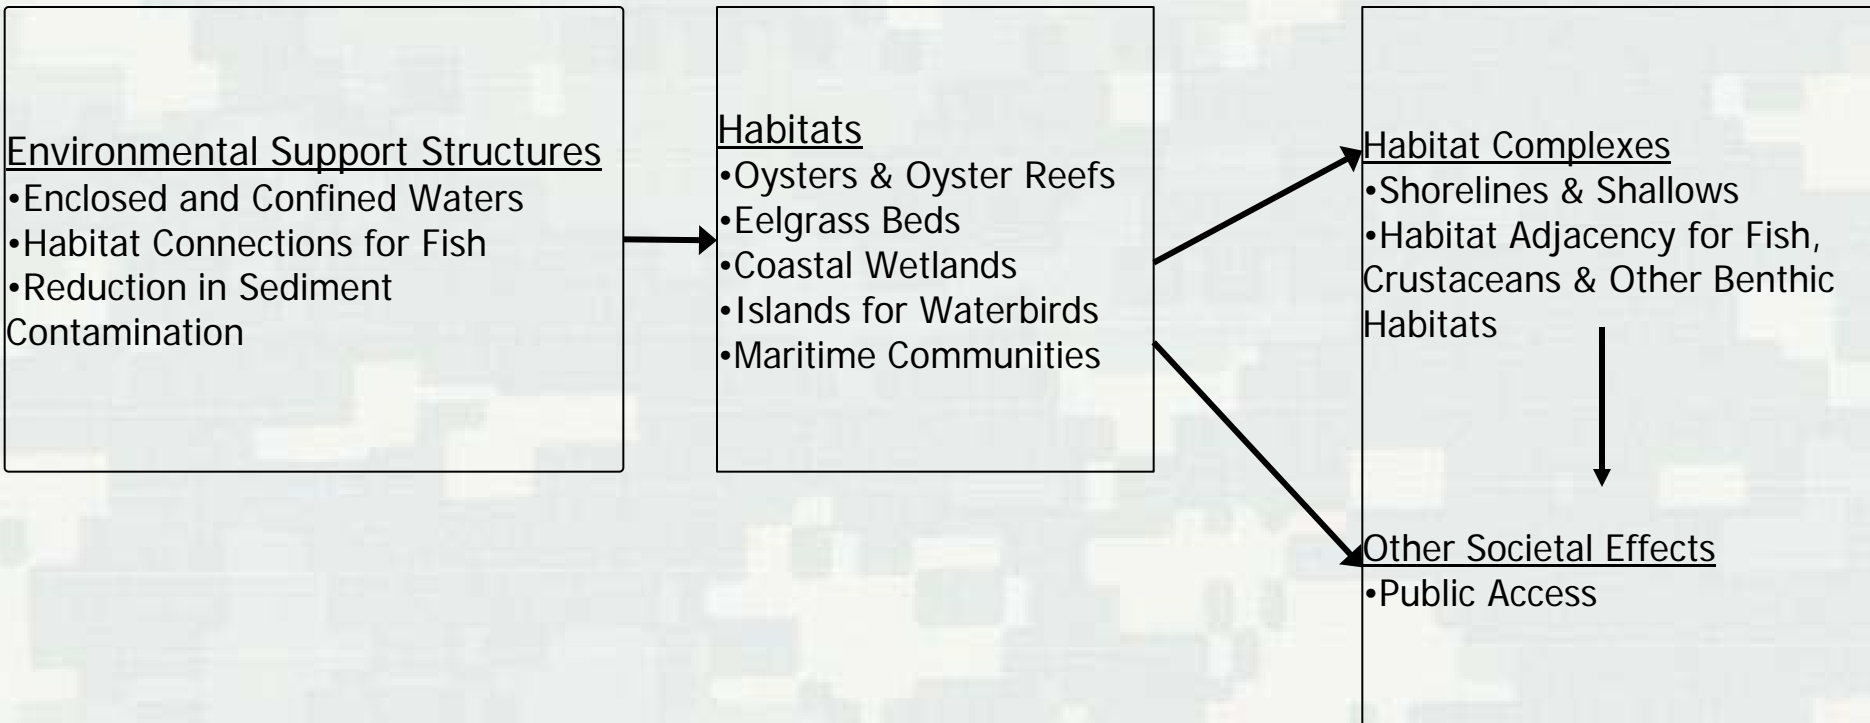 Environmental Support Structures
•Enclosed and Confined Waters
•Habitat Connections for Fish
•Reduction in Sediment
Contamination
Habitats
•Oysters & Oyster Reefs
•Eelgrass Beds
•Coastal Wetlands
•Islands for Waterbirds
•Maritime Communities
Habitat Complexes
•Shorelines & Shallows
•Habitat Adjacency for Fish,
Crustaceans & Other Benthic
Habitats
Other Societal Effects
•Public Access